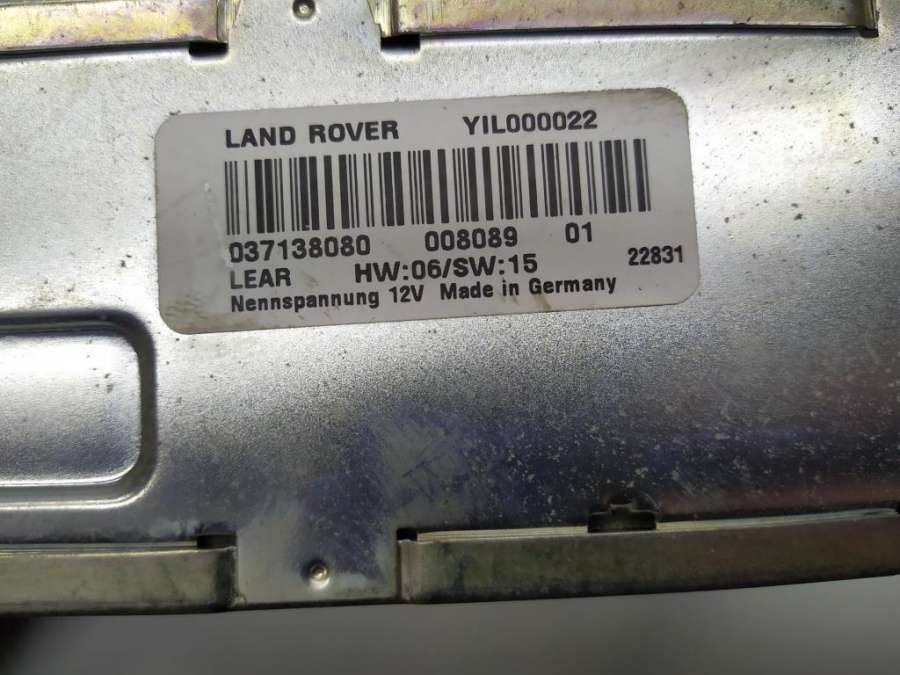 LAND ROVER YIL000022
037138080 008089 01
LEAR HW:06/SW:15 22831
Nennspannung 12V Made in Germany